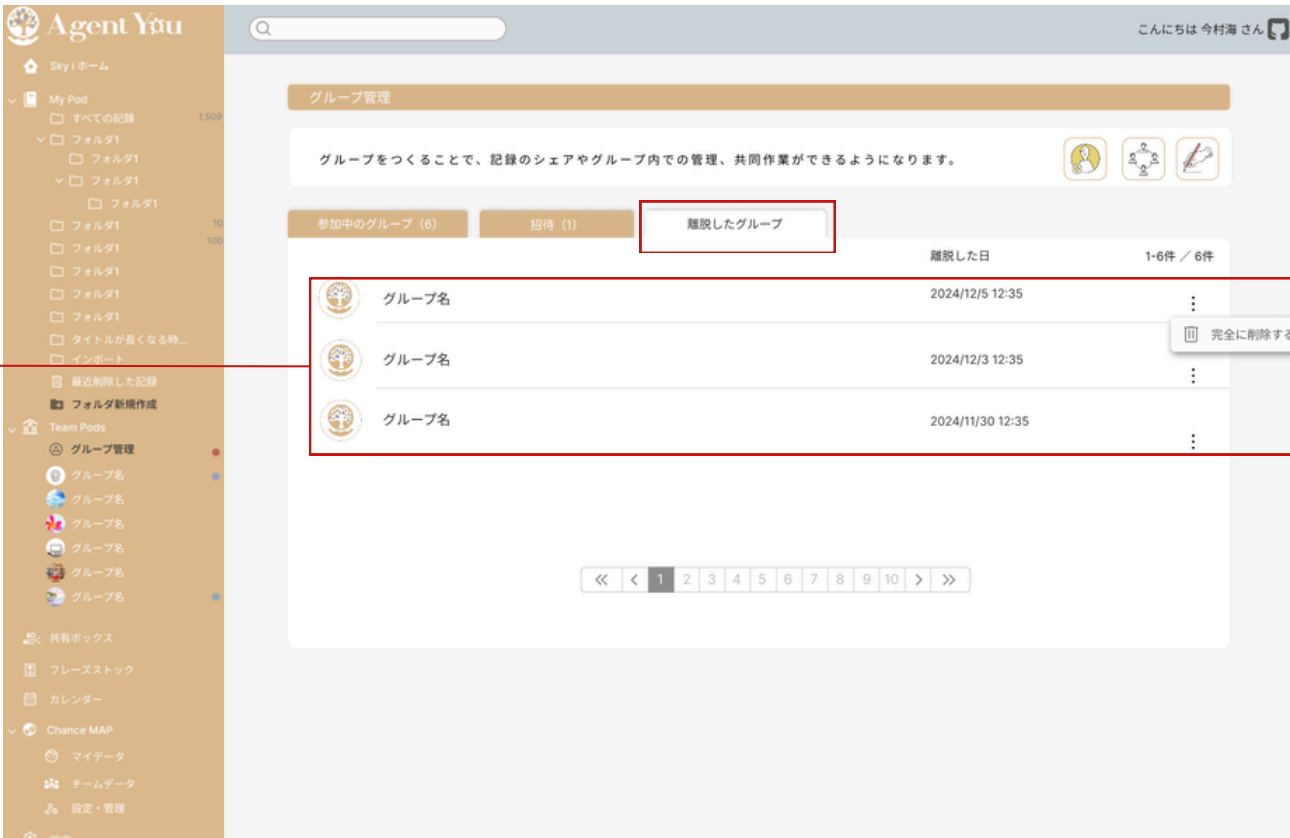 Agent You
こんにちは 今村海 さん
Sky i ホーム
My Pod
すべての記録 1,509
フォルダ1
フォルダ1
フォルダ1
フォルダ1
フォルダ1 10
フォルダ1 100
フォルダ1
フォルダ1
フォルダ1
タイトルが長くなる時...
インポート
最近削除した記録
フォルダ新規作成
Team Pods
グループ管理
グループ名
グループ名
グループ名
グループ名
グループ名
グループ名
共有ボックス
フレーズストック
カレンダー
Chance MAP
マイデータ
チームデータ
設定・管理
グループ管理
グループをつくることで、記録のシェアやグループ内での管理、共同作業ができるようになります。
参加中のグループ（6） 招待（1） 離脱したグループ
離脱した日 1-6件 ／ 6件
グループ名 2024/12/5 12:35
完全に削除する
グループ名 2024/12/3 12:35
グループ名 2024/11/30 12:35
1 2 3 4 5 6 7 8 9 10